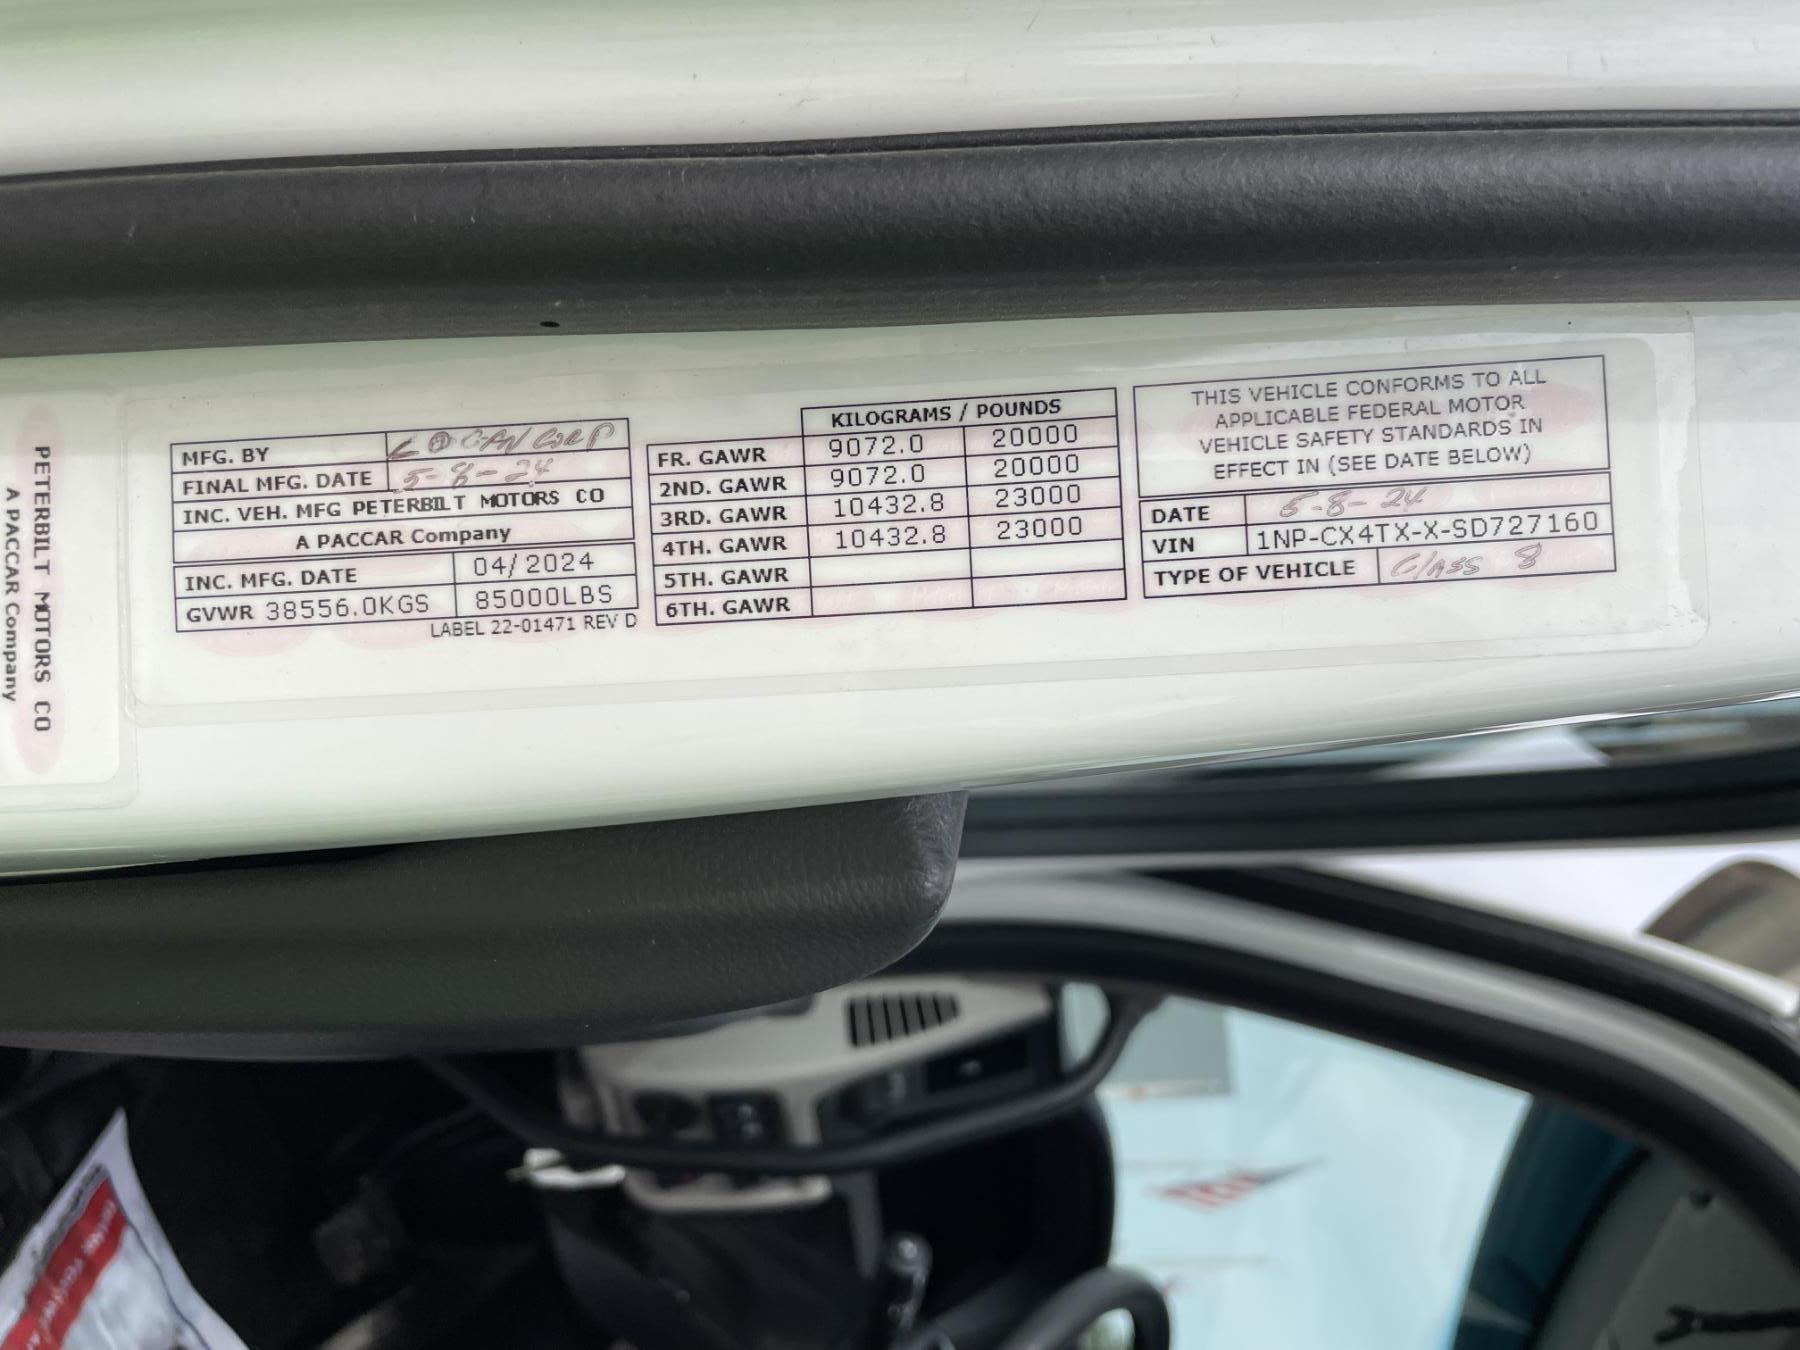 PETERBILT MOTORS CO
A PACCAR Company
MFG. BY LOGAN CORP
FINAL MFG. DATE 5-8-24
INC. VEH. MFG PETERBILT MOTORS CO
A PACCAR Company
INC. MFG. DATE 04/2024
GVWR 38556.0KGS 85000LBS
LABEL 22-01471 REV D
KILOGRAMS / POUNDS
FR. GAWR 9072.0 20000
2ND. GAWR 9072.0 20000
3RD. GAWR 10432.8 23000
4TH. GAWR 10432.8 23000
5TH. GAWR
6TH. GAWR
THIS VEHICLE CONFORMS TO ALL
APPLICABLE FEDERAL MOTOR
VEHICLE SAFETY STANDARDS IN
EFFECT IN (SEE DATE BELOW)
DATE 5-8-24
VIN 1NP-CX4TX-X-SD727160
TYPE OF VEHICLE Class 8